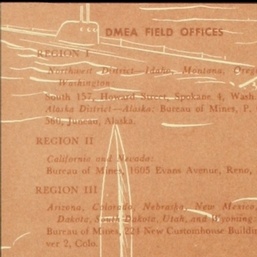 DMEA FIELD OFFICES
REGION I
Northwest District—Idaho, Montana, Oreg
Washington:
South 157, Howard Street, Spokane 4, Wash.
Alaska District—Alaska: Bureau of Mines, P.
Juneau, Alaska.
REGION II
California and Nevada:
Bureau of Mines, 1605 Evans Avenue, Reno,
REGION III
Arizona, Colorado, Nebraska, New Mexico,
Dakota, South Dakota, Utah, and Wyoming:
Bureau of Mines, 224 New Customhouse Buildin
ver 2, Colo.